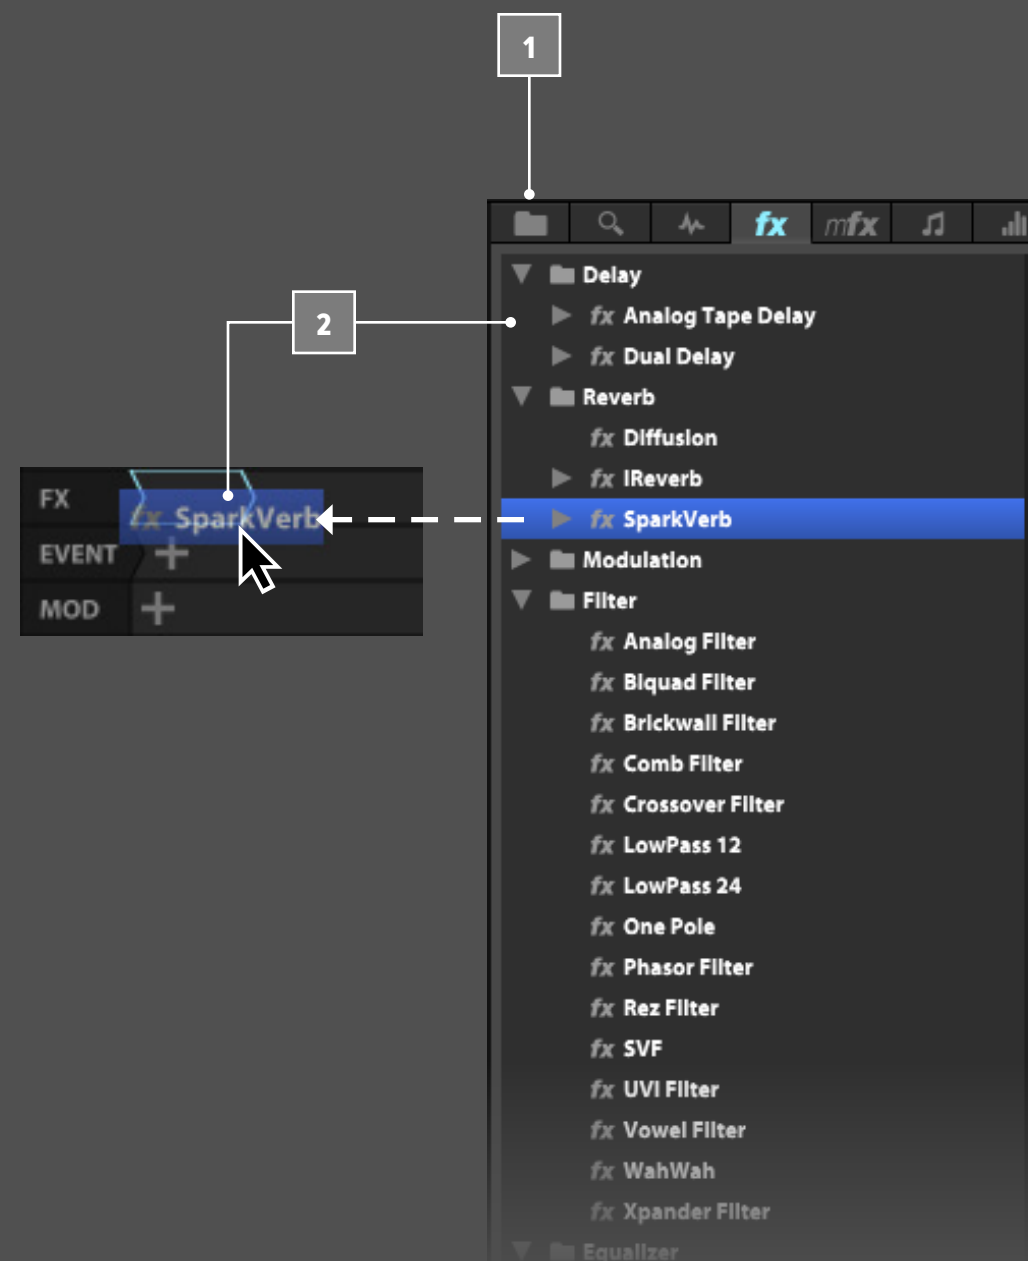 1
fx
mfx
Delay
fx Analog Tape Delay
2
fx Dual Delay
Reverb
fx Diffusion
fx IReverb
FX
fx SparkVerb
fx SparkVerb
EVENT
Modulation
MOD
Filter
fx Analog Filter
fx Biquad Filter
fx Brickwall Filter
fx Comb Filter
fx Crossover Filter
fx LowPass 12
fx LowPass 24
fx One Pole
fx Phasor Filter
fx Rez Filter
fx SVF
fx UVI Filter
fx Vowel Filter
fx WahWah
fx Xpander Filter
Equalizer